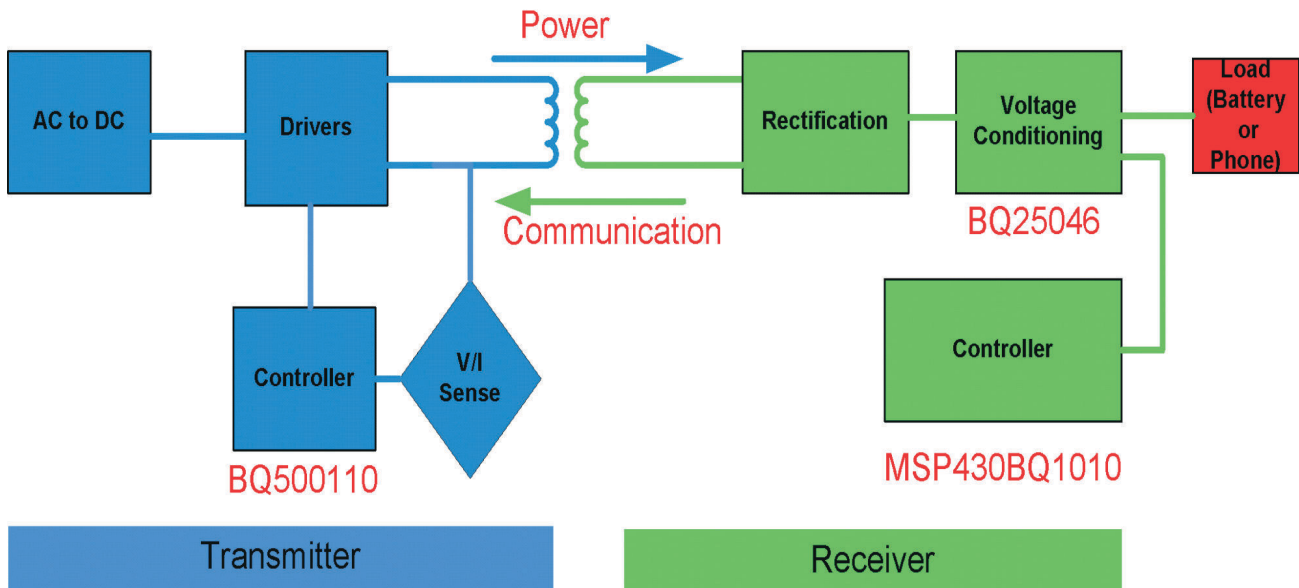 Power
AC to DC
Drivers
Rectification
Voltage
Conditioning
Load
(Battery
or
Phone)
Communication
BQ25046
Controller
V/I
Sense
Controller
BQ500110
MSP430BQ1010
Transmitter
Receiver